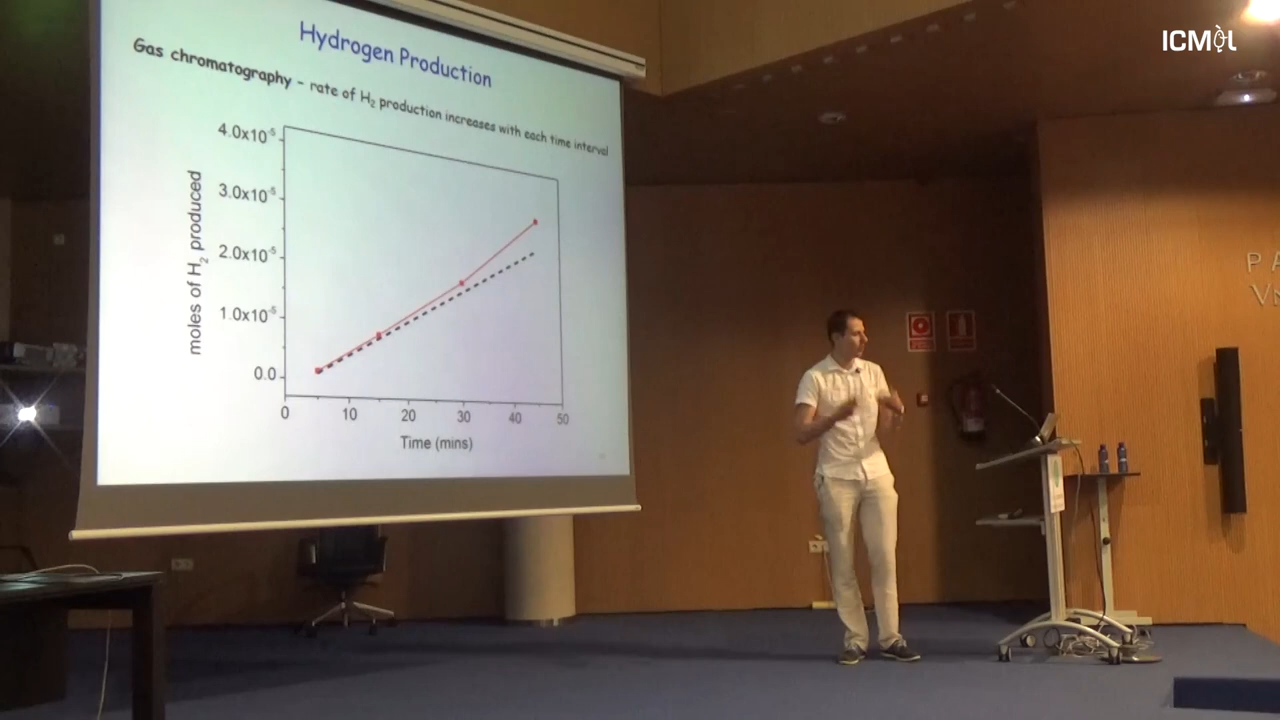 ICMOL
Hydrogen Production
Gas chromatography - rate of H₂ production increases with each time interval
moles of H₂ produced
4.0x10⁻⁵
3.0x10⁻⁵
2.0x10⁻⁵
1.0x10⁻⁵
0.0
0 10 20 30 40 50
Time (mins)
PA